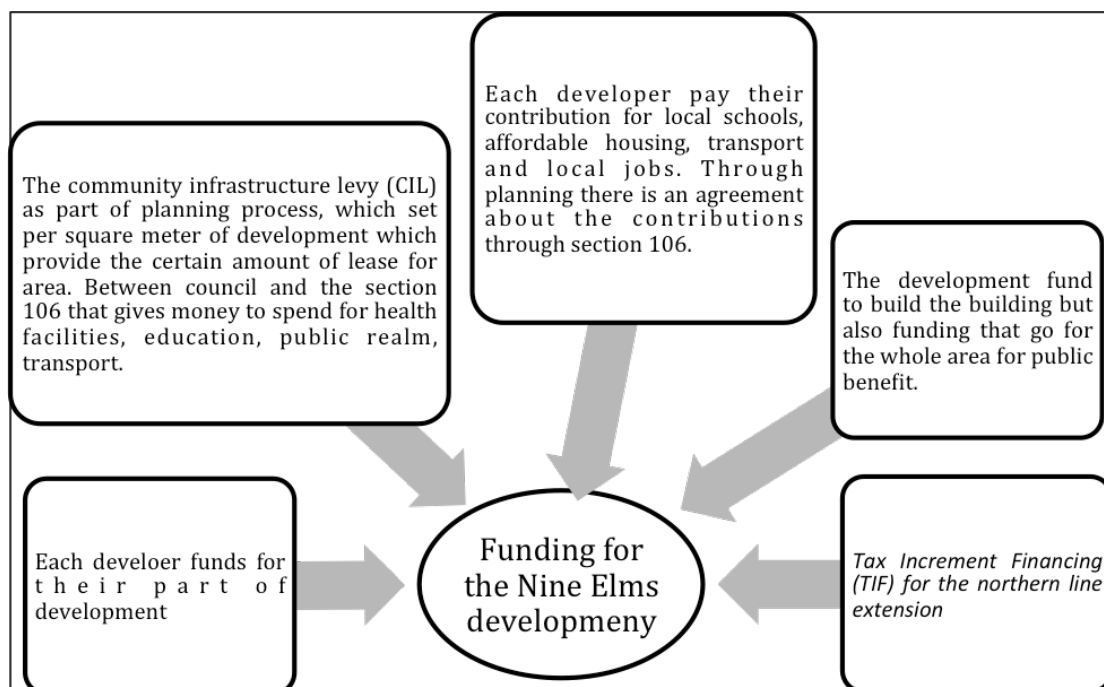 The community infrastructure levy (CIL)
as part of planning process, which set
per square meter of development which
provide the certain amount of lease for
area. Between council and the section
106 that gives money to spend for health
facilities, education, public realm,
transport.
Each developer pay their
contribution for local schools,
affordable housing, transport
and local jobs. Through
planning there is an agreement
about the contributions
through section 106.
The development fund
to build the building but
also funding that go for
the whole area for public
benefit.
Each develoer funds for
their part of
development
Funding for
the Nine Elms
developmeny
Tax Increment Financing
(TIF) for the northern line
extension